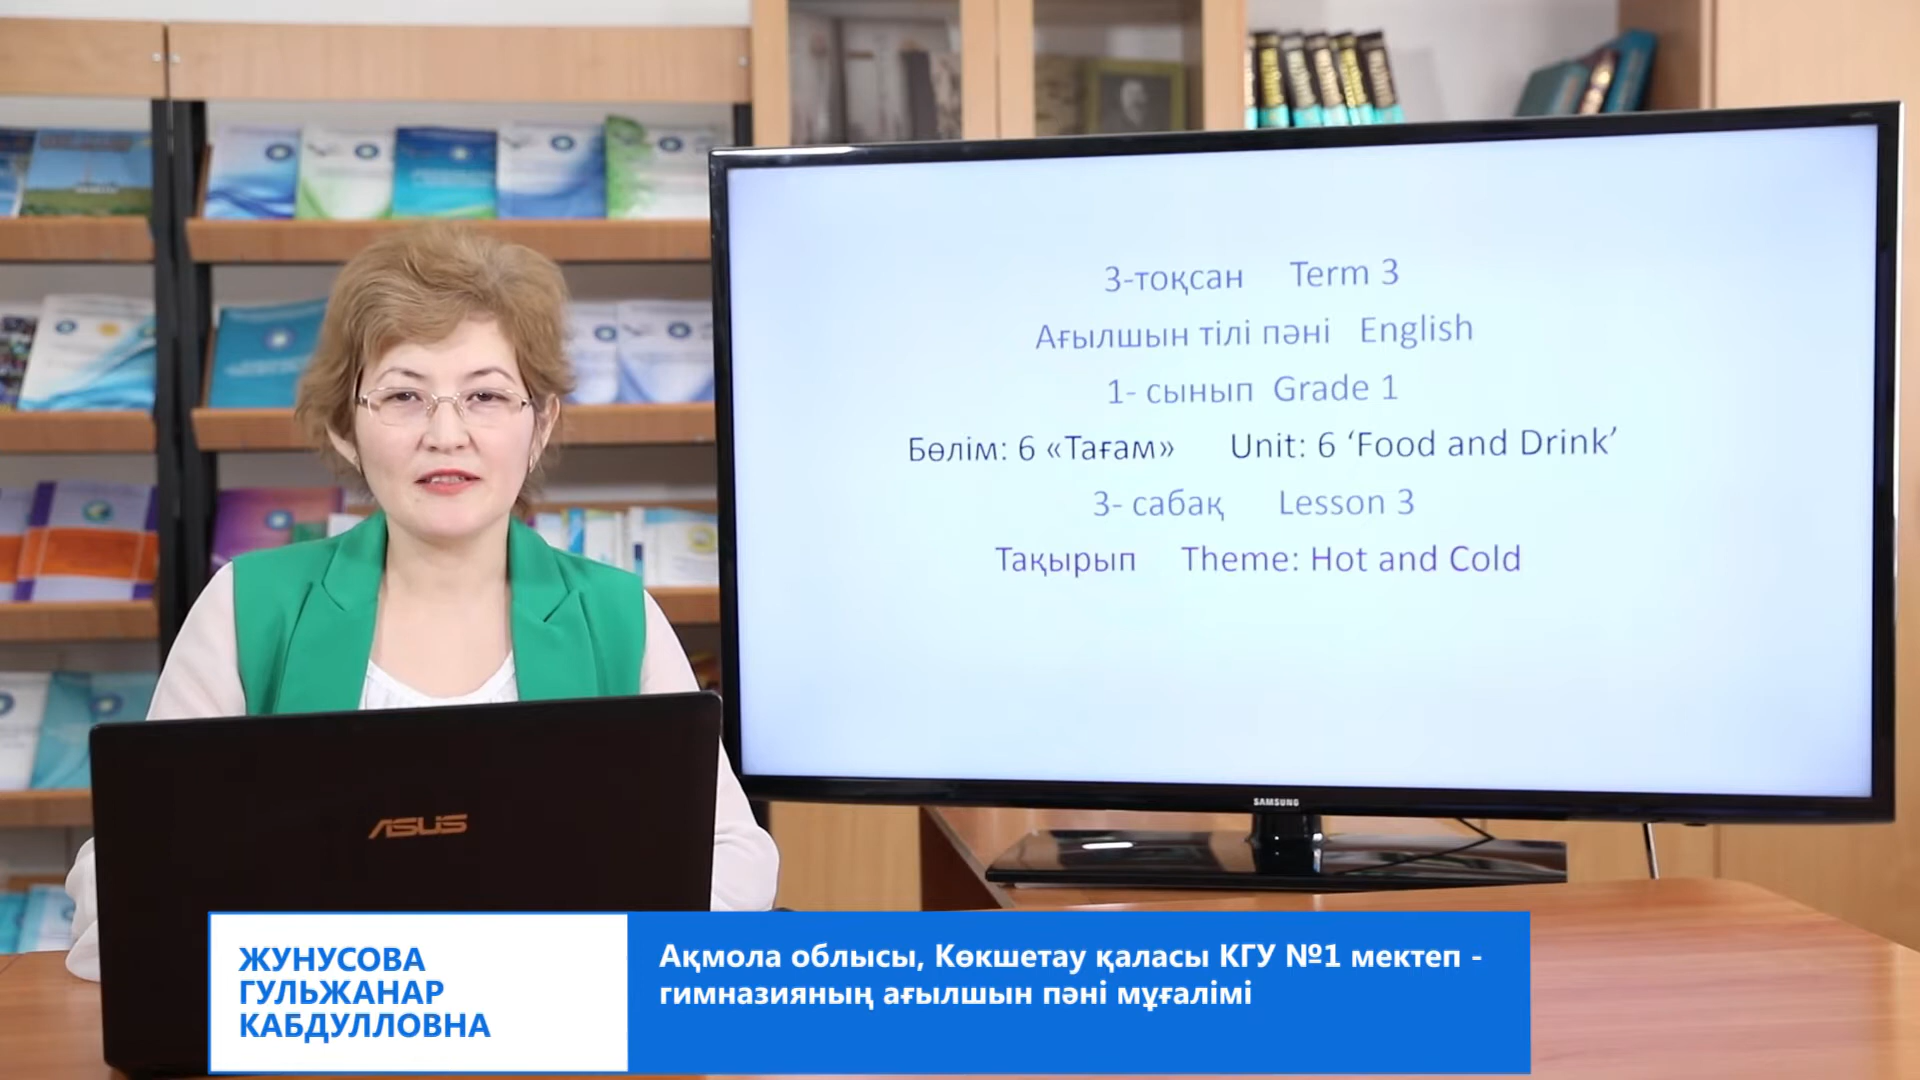 3-тоқсан Term 3
Ағылшын тілі пәні English
1- сынып Grade 1
Бөлім: 6 «Тағам» Unit: 6 ‘Food and Drink’
3- сабақ Lesson 3
Тақырып Theme: Hot and Cold
SAMSUNG
ASUS
ЖУНУСОВА
ГУЛЬЖАНАР
КАБДУЛЛОВНА
Ақмола облысы, Көкшетау қаласы КГУ №1 мектеп -
гимназияның ағылшын пәні мұғалімі